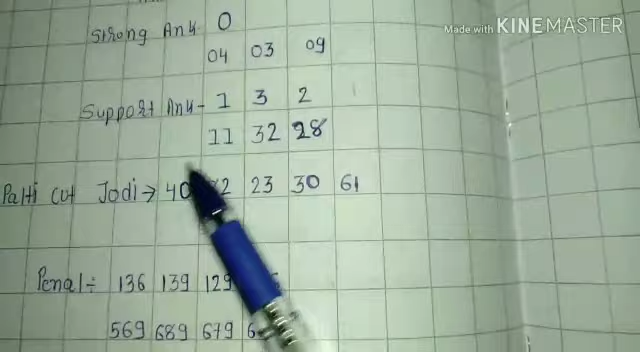 Made with KINEMASTER
Strong Ank 0
04 03 09
Support Ank- 1 3 2
11 32 28
Palti Cut Jodi → 40 23 30 61
Penal ÷ 136 139 129
569 689 679